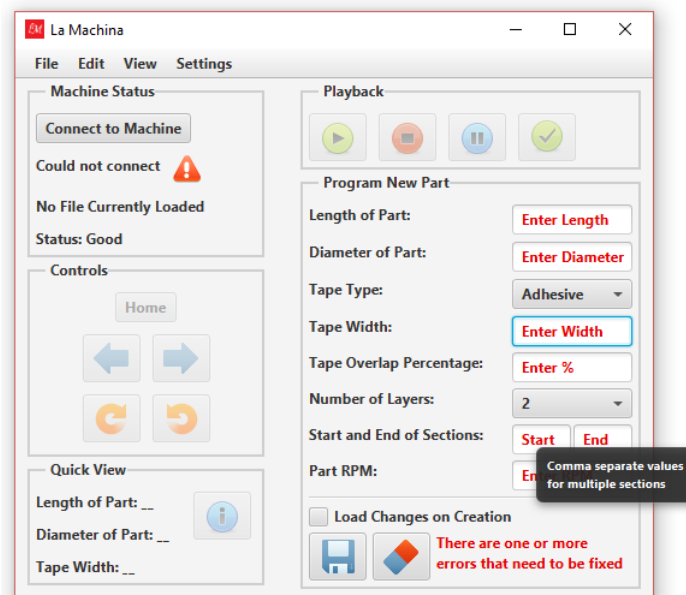 La Machina
File Edit View Settings
Machine Status
Connect to Machine
Could not connect
No File Currently Loaded
Status: Good
Controls
Home
Quick View
Length of Part: __
Diameter of Part: __
Tape Width: __
Playback
Program New Part
Length of Part: Enter Length
Diameter of Part: Enter Diameter
Tape Type: Adhesive
Tape Width: Enter Width
Tape Overlap Percentage: Enter %
Number of Layers: 2
Start and End of Sections: Start End
Part RPM:
Comma separate values
for multiple sections
Load Changes on Creation
There are one or more
errors that need to be fixed